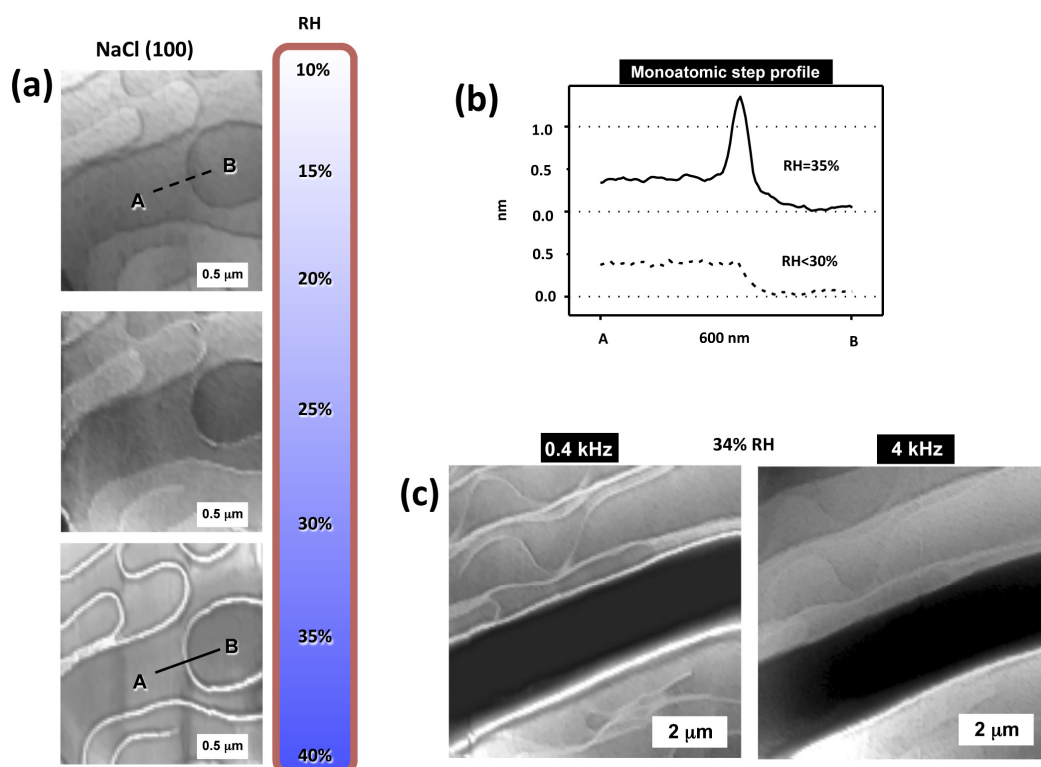 RH
NaCl (100)
(a)
10%
15%
20%
25%
30%
35%
40%
A
B
0.5 μm
0.5 μm
A
B
0.5 μm
(b)
Monoatomic step profile
1.0
0.5
0.0
0.5
0.0
nm
RH=35%
RH<30%
A
600 nm
B
(c)
0.4 kHz
34% RH
4 kHz
2 μm
2 μm